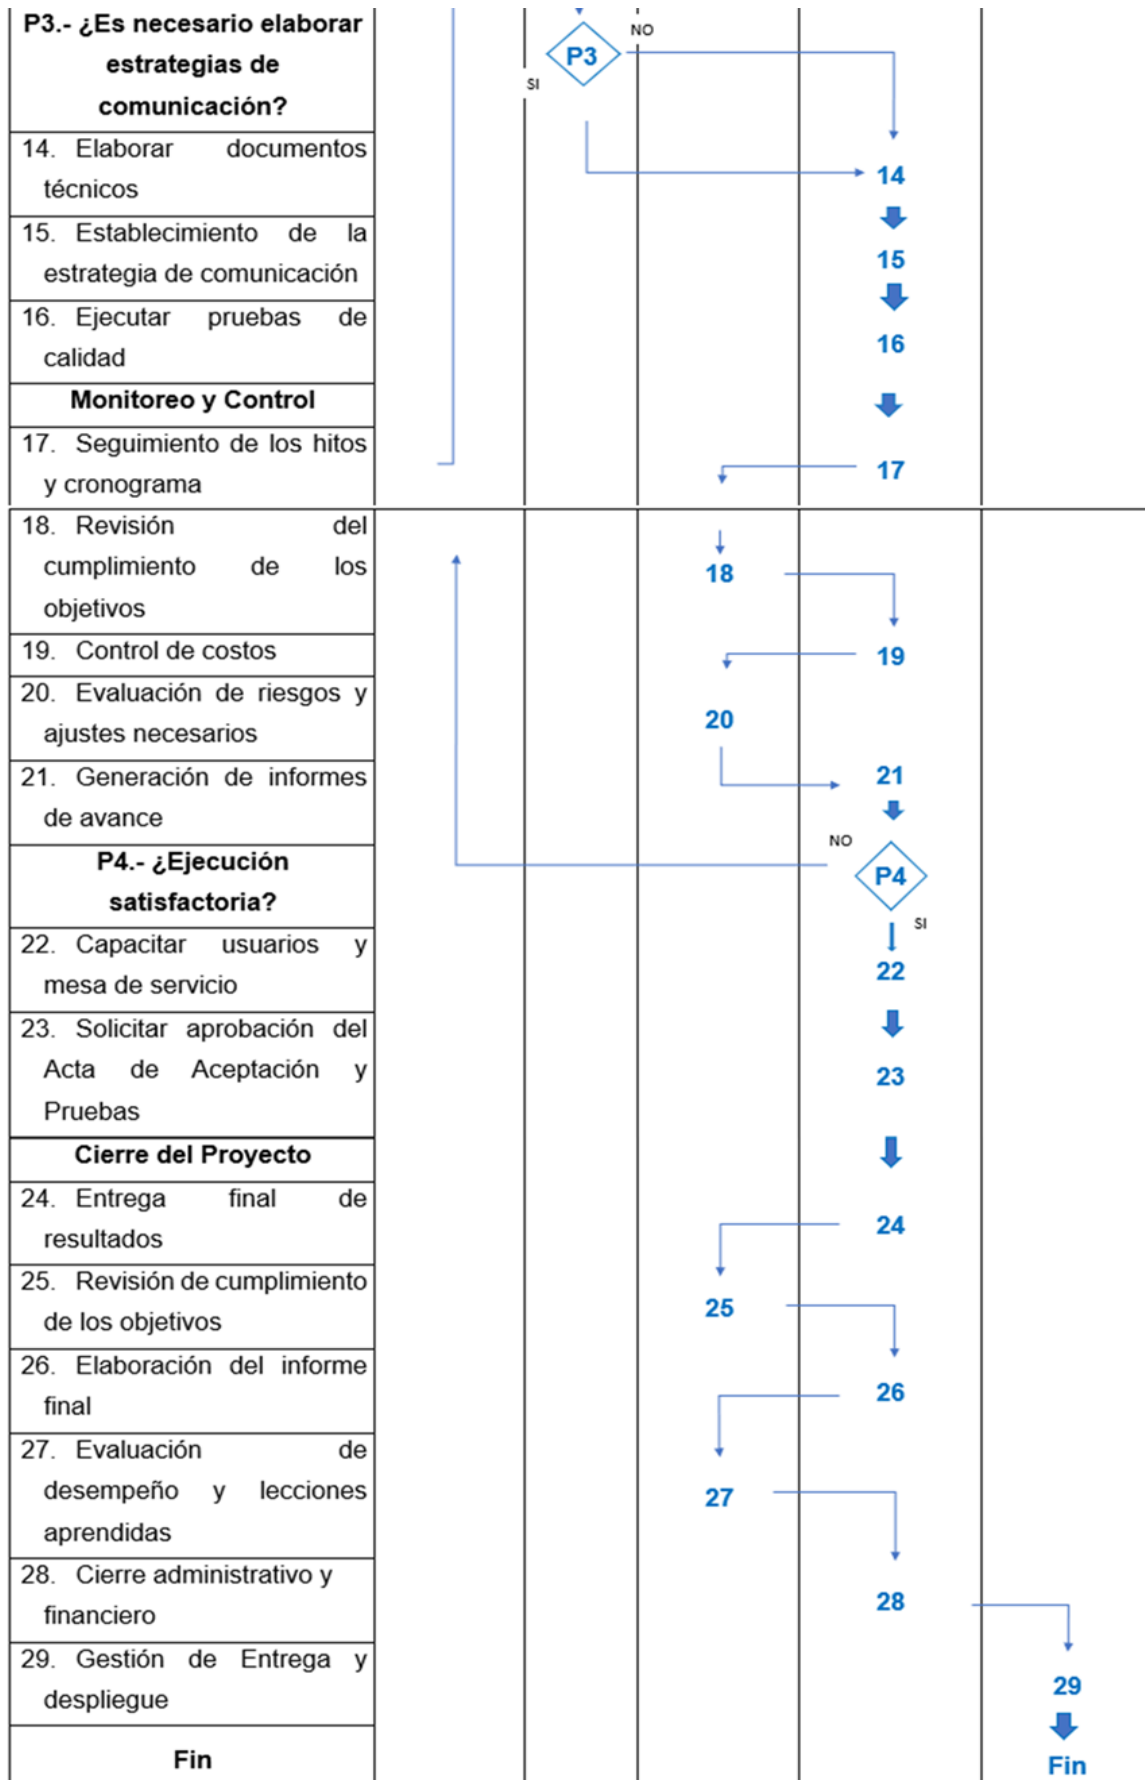 P3.- ¿Es necesario elaborar
estrategias de
comunicación?
P3
NO
SI
14. Elaborar documentos
técnicos
14
15. Establecimiento de la
estrategia de comunicación
15
16. Ejecutar pruebas de
calidad
16
Monitoreo y Control
17. Seguimiento de los hitos
y cronograma
17
18. Revisión del
cumplimiento de los
objetivos
18
19. Control de costos
19
20. Evaluación de riesgos y
ajustes necesarios
20
21. Generación de informes
de avance
21
P4.- ¿Ejecución
satisfactoria?
NO
P4
SI
22. Capacitar usuarios y
mesa de servicio
22
23. Solicitar aprobación del
Acta de Aceptación y
Pruebas
23
Cierre del Proyecto
24. Entrega final de
resultados
24
25. Revisión de cumplimiento
de los objetivos
25
26. Elaboración del informe
final
26
27. Evaluación de
desempeño y lecciones
aprendidas
27
28. Cierre administrativo y
financiero
28
29. Gestión de Entrega y
despliegue
29
Fin
Fin